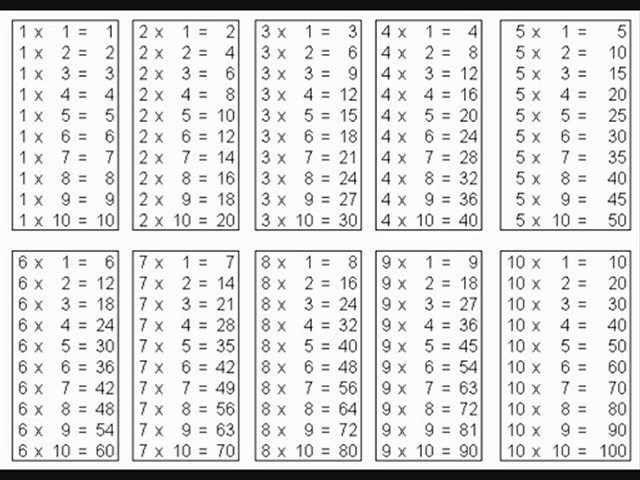 1 x 1 = 1
1 x 2 = 2
1 x 3 = 3
1 x 4 = 4
1 x 5 = 5
1 x 6 = 6
1 x 7 = 7
1 x 8 = 8
1 x 9 = 9
1 x 10 = 10
2 x 1 = 2
2 x 2 = 4
2 x 3 = 6
2 x 4 = 8
2 x 5 = 10
2 x 6 = 12
2 x 7 = 14
2 x 8 = 16
2 x 9 = 18
2 x 10 = 20
3 x 1 = 3
3 x 2 = 6
3 x 3 = 9
3 x 4 = 12
3 x 5 = 15
3 x 6 = 18
3 x 7 = 21
3 x 8 = 24
3 x 9 = 27
3 x 10 = 30
4 x 1 = 4
4 x 2 = 8
4 x 3 = 12
4 x 4 = 16
4 x 5 = 20
4 x 6 = 24
4 x 7 = 28
4 x 8 = 32
4 x 9 = 36
4 x 10 = 40
5 x 1 = 5
5 x 2 = 10
5 x 3 = 15
5 x 4 = 20
5 x 5 = 25
5 x 6 = 30
5 x 7 = 35
5 x 8 = 40
5 x 9 = 45
5 x 10 = 50
6 x 1 = 6
6 x 2 = 12
6 x 3 = 18
6 x 4 = 24
6 x 5 = 30
6 x 6 = 36
6 x 7 = 42
6 x 8 = 48
6 x 9 = 54
6 x 10 = 60
7 x 1 = 7
7 x 2 = 14
7 x 3 = 21
7 x 4 = 28
7 x 5 = 35
7 x 6 = 42
7 x 7 = 49
7 x 8 = 56
7 x 9 = 63
7 x 10 = 70
8 x 1 = 8
8 x 2 = 16
8 x 3 = 24
8 x 4 = 32
8 x 5 = 40
8 x 6 = 48
8 x 7 = 56
8 x 8 = 64
8 x 9 = 72
8 x 10 = 80
9 x 1 = 9
9 x 2 = 18
9 x 3 = 27
9 x 4 = 36
9 x 5 = 45
9 x 6 = 54
9 x 7 = 63
9 x 8 = 72
9 x 9 = 81
9 x 10 = 90
10 x 1 = 10
10 x 2 = 20
10 x 3 = 30
10 x 4 = 40
10 x 5 = 50
10 x 6 = 60
10 x 7 = 70
10 x 8 = 80
10 x 9 = 90
10 x 10 = 100